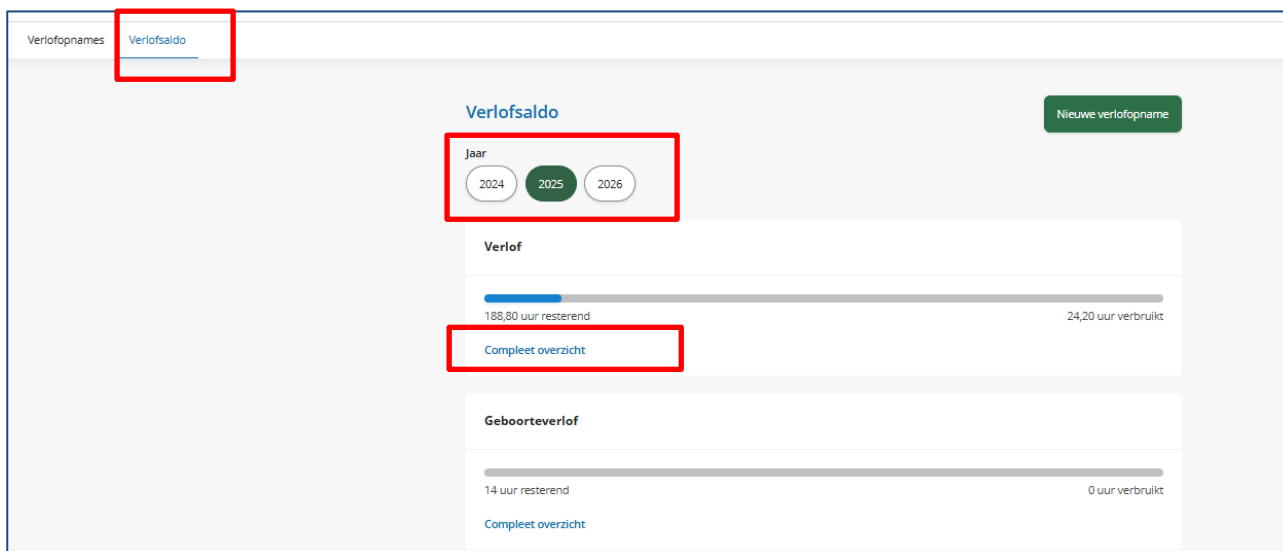 Verlofopnames Verlofsaldo
Verlofsaldo
Nieuwe verlofopname
Jaar
2024 2025 2026
Verlof
188,80 uur resterend 24,20 uur verbruikt
Compleet overzicht
Geboorteverlof
14 uur resterend 0 uur verbruikt
Compleet overzicht